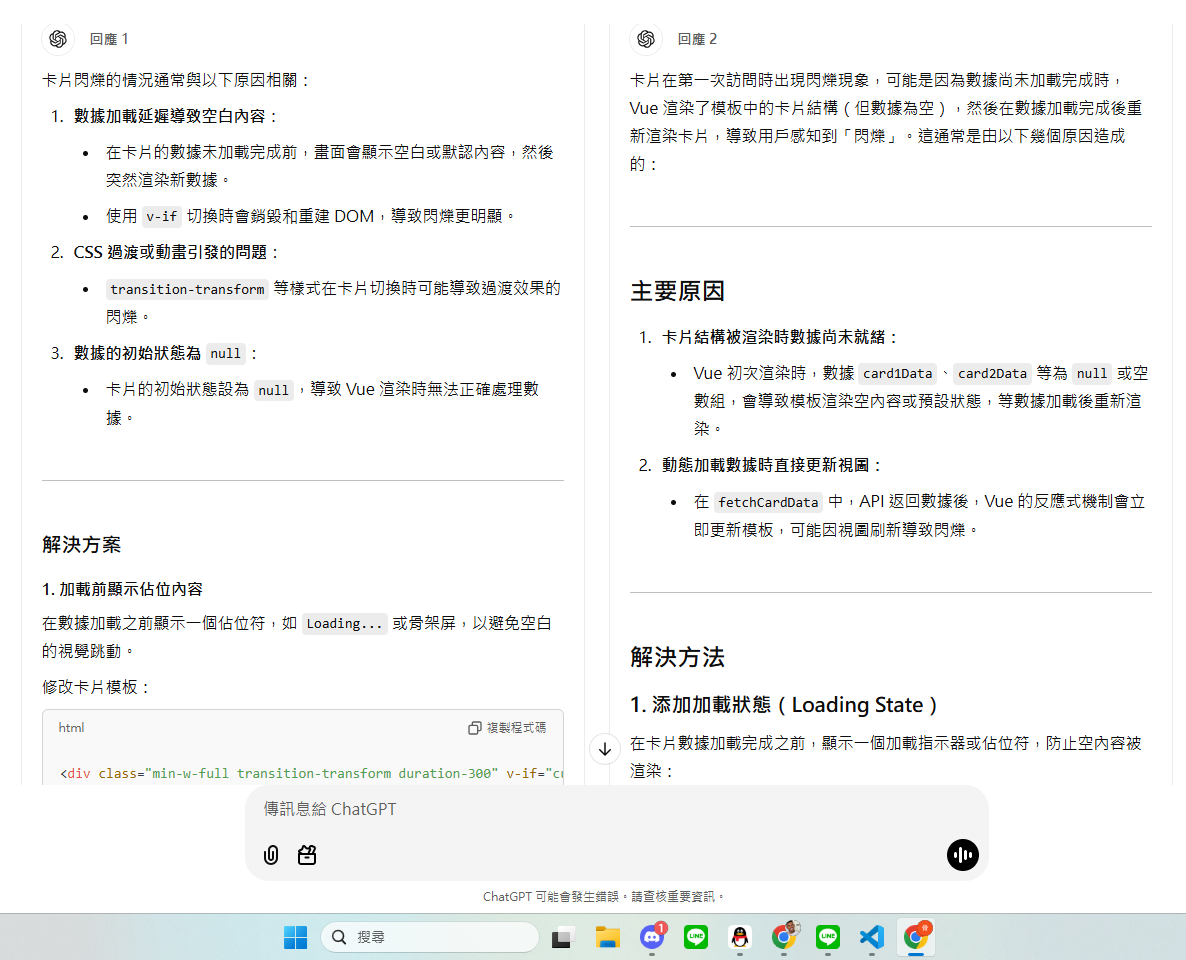 回應 1
卡片閃爍的情況通常與以下原因相關：
1. 數據加載延遲導致空白內容：
在卡片的數據未加載完成前，畫面會顯示空白或默認內容，然後
突然渲染新數據。
使用 v-if 切換時會銷毀和重建 DOM，導致閃爍更明顯。
2. CSS 過渡或動畫引發的問題：
transition-transform 等樣式在卡片切換時可能導致過渡效果的
閃爍。
3. 數據的初始狀態為 null：
卡片的初始狀態設為 null，導致 Vue 渲染時無法正確處理數
據。
解決方案
1. 加載前顯示佔位內容
在數據加載之前顯示一個佔位符，如 Loading... 或骨架屏，以避免空白
的視覺跳動。
修改卡片模板：
html
複製程式碼
<div class="min-w-full transition-transform duration-300" v-if="cu
回應 2
卡片在第一次訪問時出現閃爍現象，可能是因為數據尚未加載完成時，
Vue 渲染了模板中的卡片結構（但數據為空），然後在數據加載完成後重
新渲染卡片，導致用戶感知到「閃爍」。這通常是由以下幾個原因造成
的：
主要原因
1. 卡片結構被渲染時數據尚未就緒：
Vue 初次渲染時，數據 card1Data、card2Data 等為 null 或空
數組，會導致模板渲染空內容或預設狀態，等數據加載後重新渲
染。
2. 動態加載數據時直接更新視圖：
在 fetchCardData 中，API 返回數據後，Vue 的反應式機制會立
即更新模板，可能因視圖刷新導致閃爍。
解決方法
1. 添加加載狀態（Loading State）
在卡片數據加載完成之前，顯示一個加載指示器或佔位符，防止空內容被
渲染：
傳訊息給 ChatGPT
ChatGPT 可能會發生錯誤。請查核重要資訊。
搜尋
1
LINE
LINE